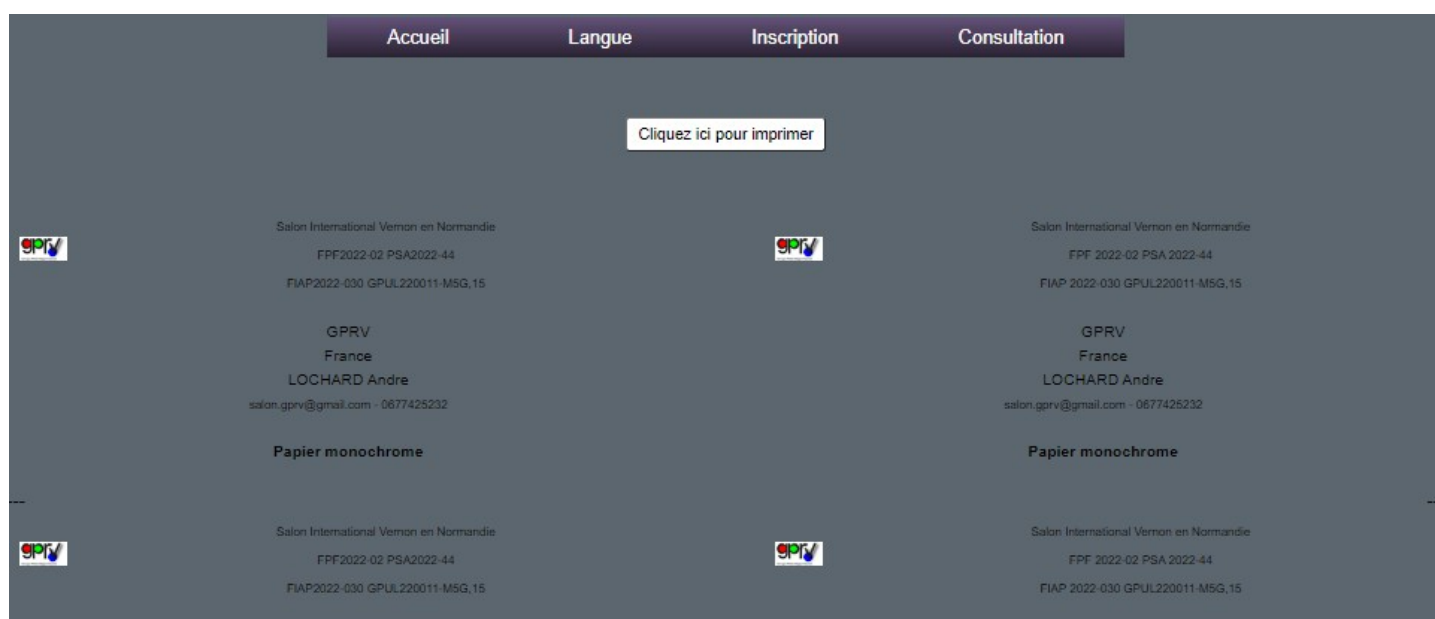 Accueil Langue Inscription Consultation
Cliquez ici pour imprimer
gprv Salon International Vernon en Normandie
FPF2022-02 PSA2022-44
FIAP2022-030 GPUL220011-M5G,15
GPRV
France
LOCHARD Andre
salon.gprv@gmail.com - 0677425232
Papier monochrome
gprv Salon International Vernon en Normandie
FPF 2022-02 PSA 2022-44
FIAP 2022-030 GPUL220011-M5G,15
GPRV
France
LOCHARD Andre
salon.gprv@gmail.com - 0677425232
Papier monochrome
---
--
gprv Salon International Vernon en Normandie
FPF2022-02 PSA2022-44
FIAP2022-030 GPUL220011-M5G,15
gprv Salon International Vernon en Normandie
FPF 2022-02 PSA 2022-44
FIAP 2022-030 GPUL220011-M5G,15